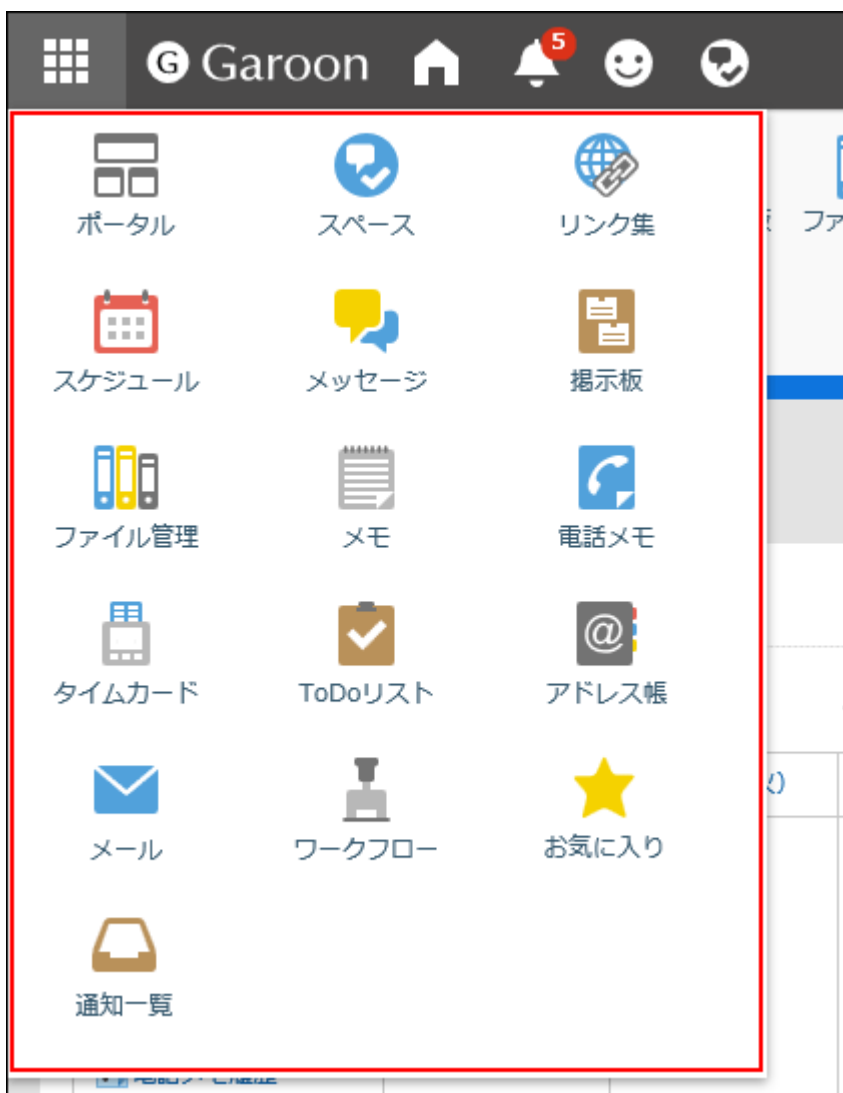 G Garoon 5
ポータル スペース リンク集
ファ
スケジュール メッセージ 掲示板
ファイル管理 メモ 電話メモ
タイムカード ToDoリスト アドレス帳
メール ワークフロー お気に入り
通知一覧